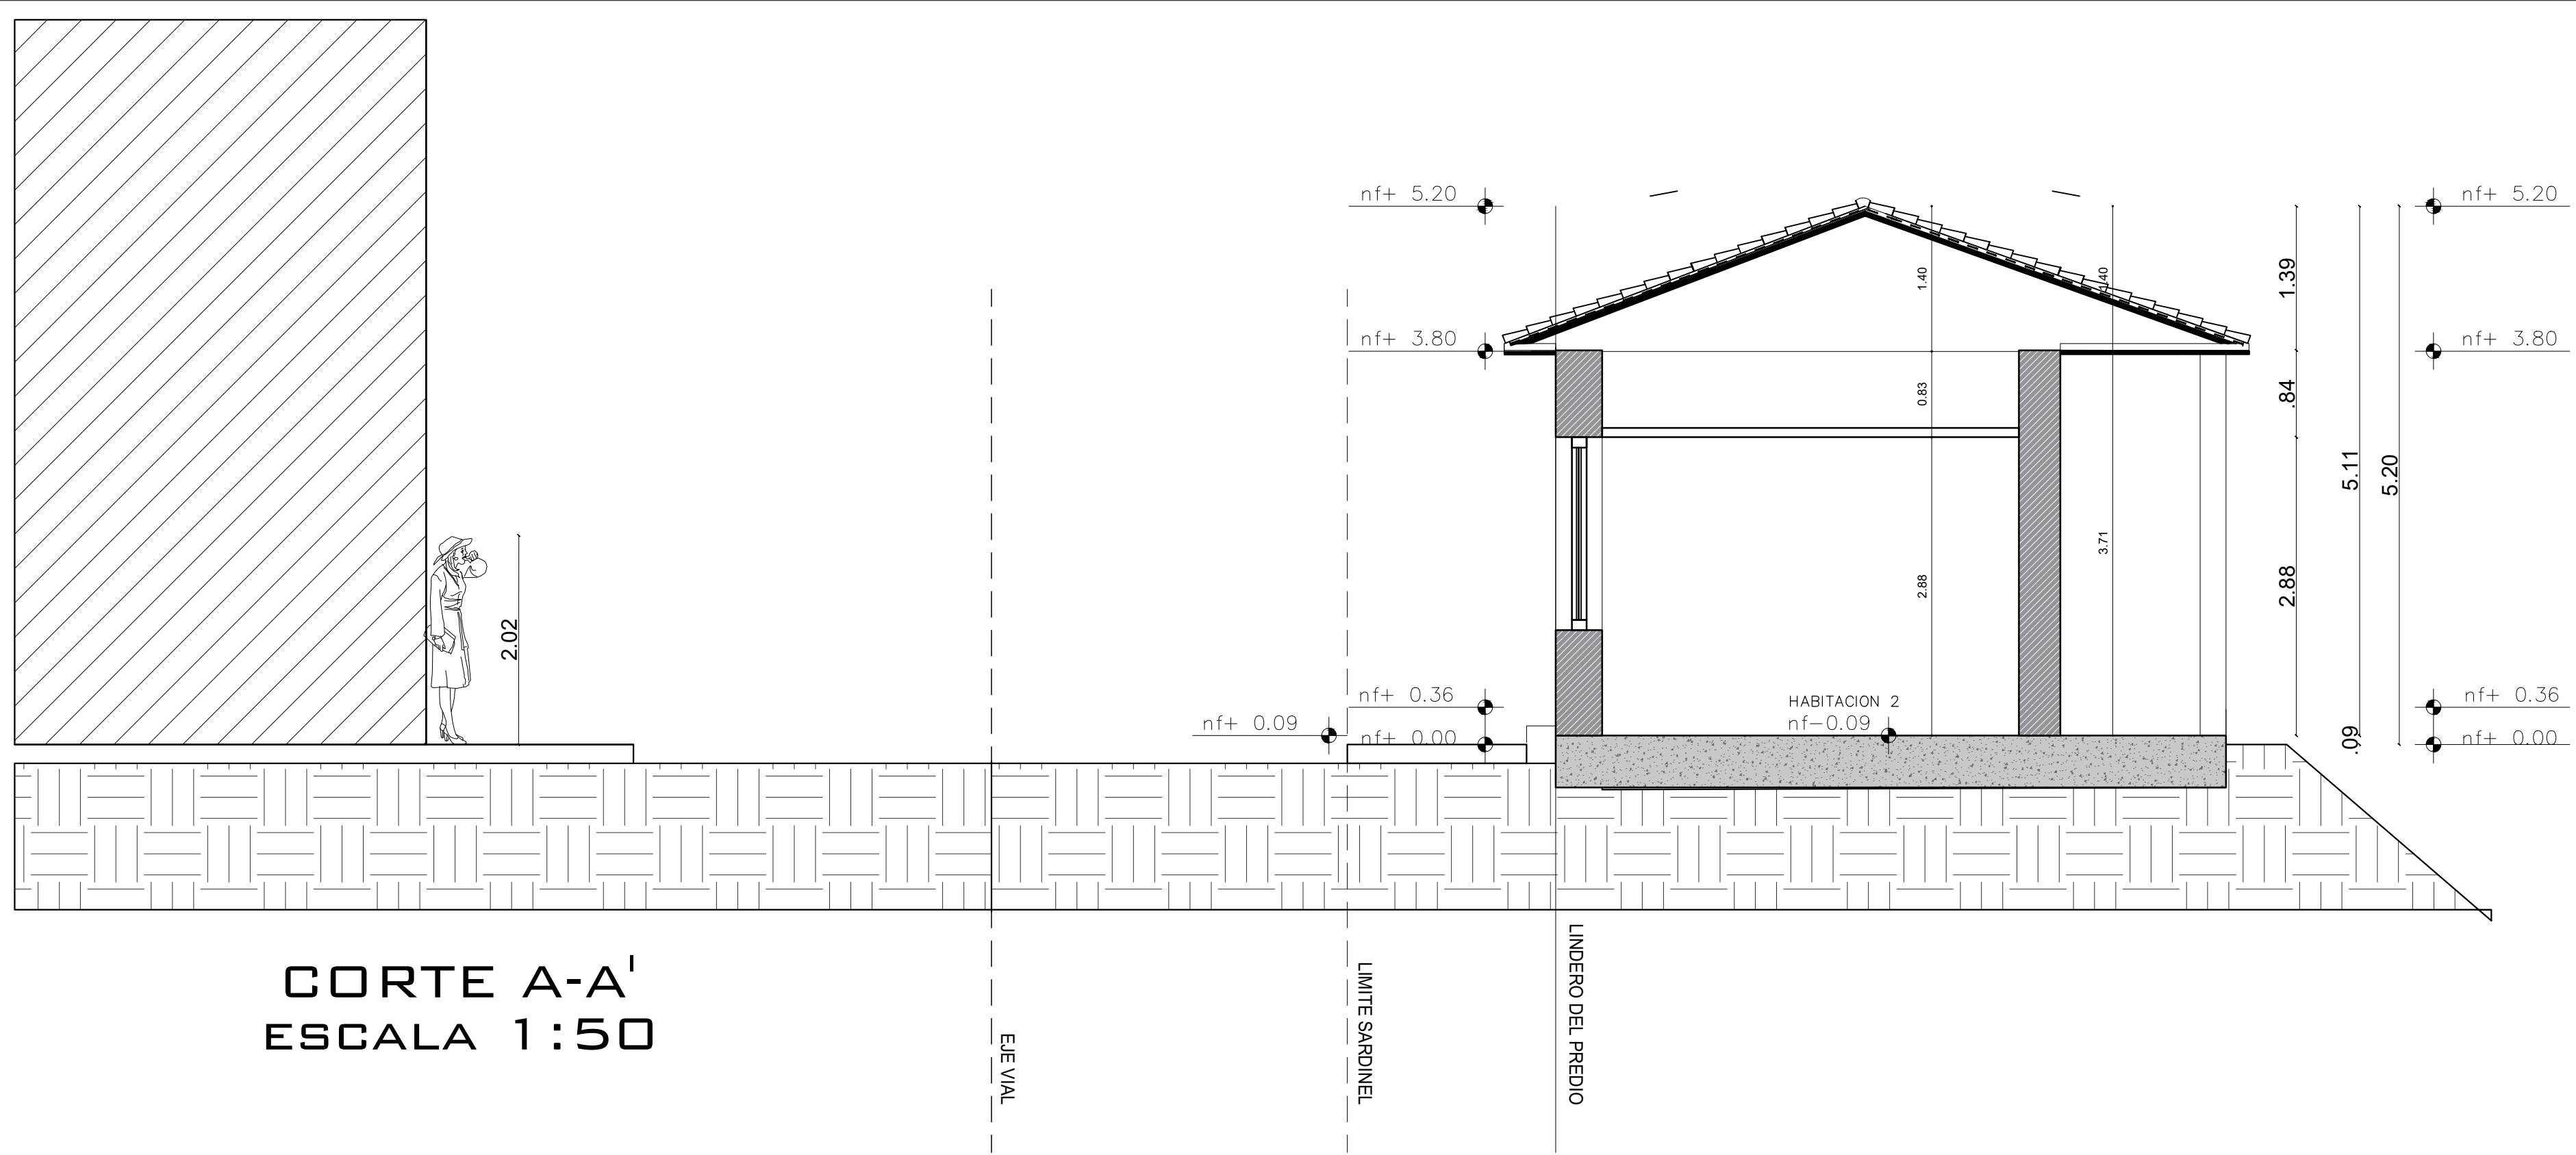 nf+ 5.20
nf+ 5.20
1.40
1.40
1.39
nf+ 3.80
nf+ 3.80
0.83
.84
5.11
5.20
3.71
2.88
2.88
2.02
nf+ 0.36
HABITACION 2
nf+ 0.36
nf+ 0.09
nf-0.09
nf+ 0.00
.09
nf+ 0.00
CORTE A-A'
ESCALA 1:50
EJE VIAL
LIMITE SARDINEL
LINDERO DEL PREDIO